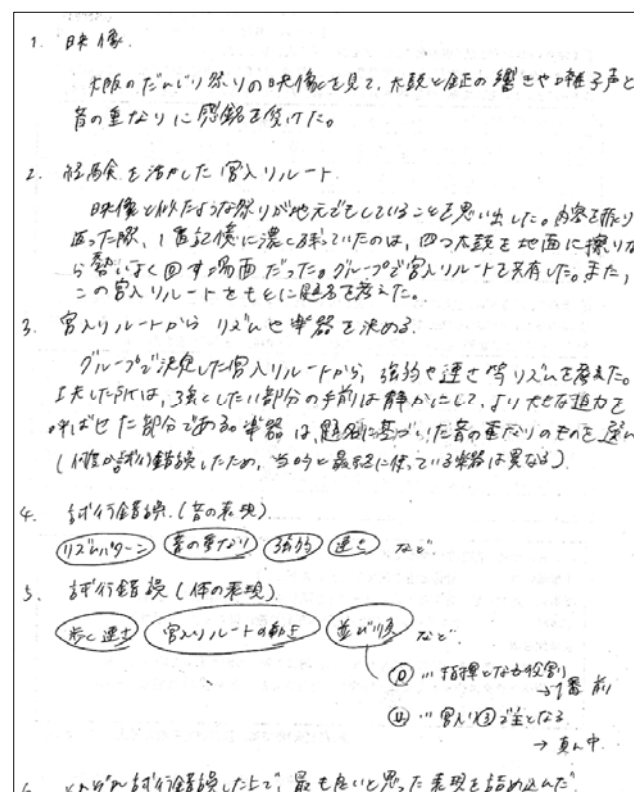 1. 映像.
大阪のだんじり祭りの映像を見て、太鼓と鉦の響きや囃子声と
音の重なりに感銘を受けた。
2. 経験を活かした宮入りルート
映像と似たような祭りが地元でもしていることを思い出した。内容を振り
返った際、1番記憶に濃く残っていたのは、四つ太鼓を地面に擦りな
ら勢いよく回す場面だった。グループで宮入りルートを共有した。また、
この宮入りルートをもとに題名を考えた。
3. 宮入りルートから リズムや楽器を決める.
グループで決定した宮入りルートから、強弱や速さ等リズムを考えた。
工夫した所は、強くしたい部分の手前は静かにして、より大きな迫力を
せた部分である。楽器は、題名に基づいた音の重なりのものを選
(何度か試行錯誤したため、当時と最終に使っている楽器は異なる).
4. 試行錯誤.(音の表現)
リズムパターン 音の重なり 強弱 速さ など
5. 試行錯誤(体の表現).
歩く速さ 宮入りルートの動き 並び順 など.
… 指揮となる役割
→1番前
… 宮入り③で主となる
→ 真ん中.
6. それぞれ試行錯誤した上で、最も良いと思った表現を詰め込んだ